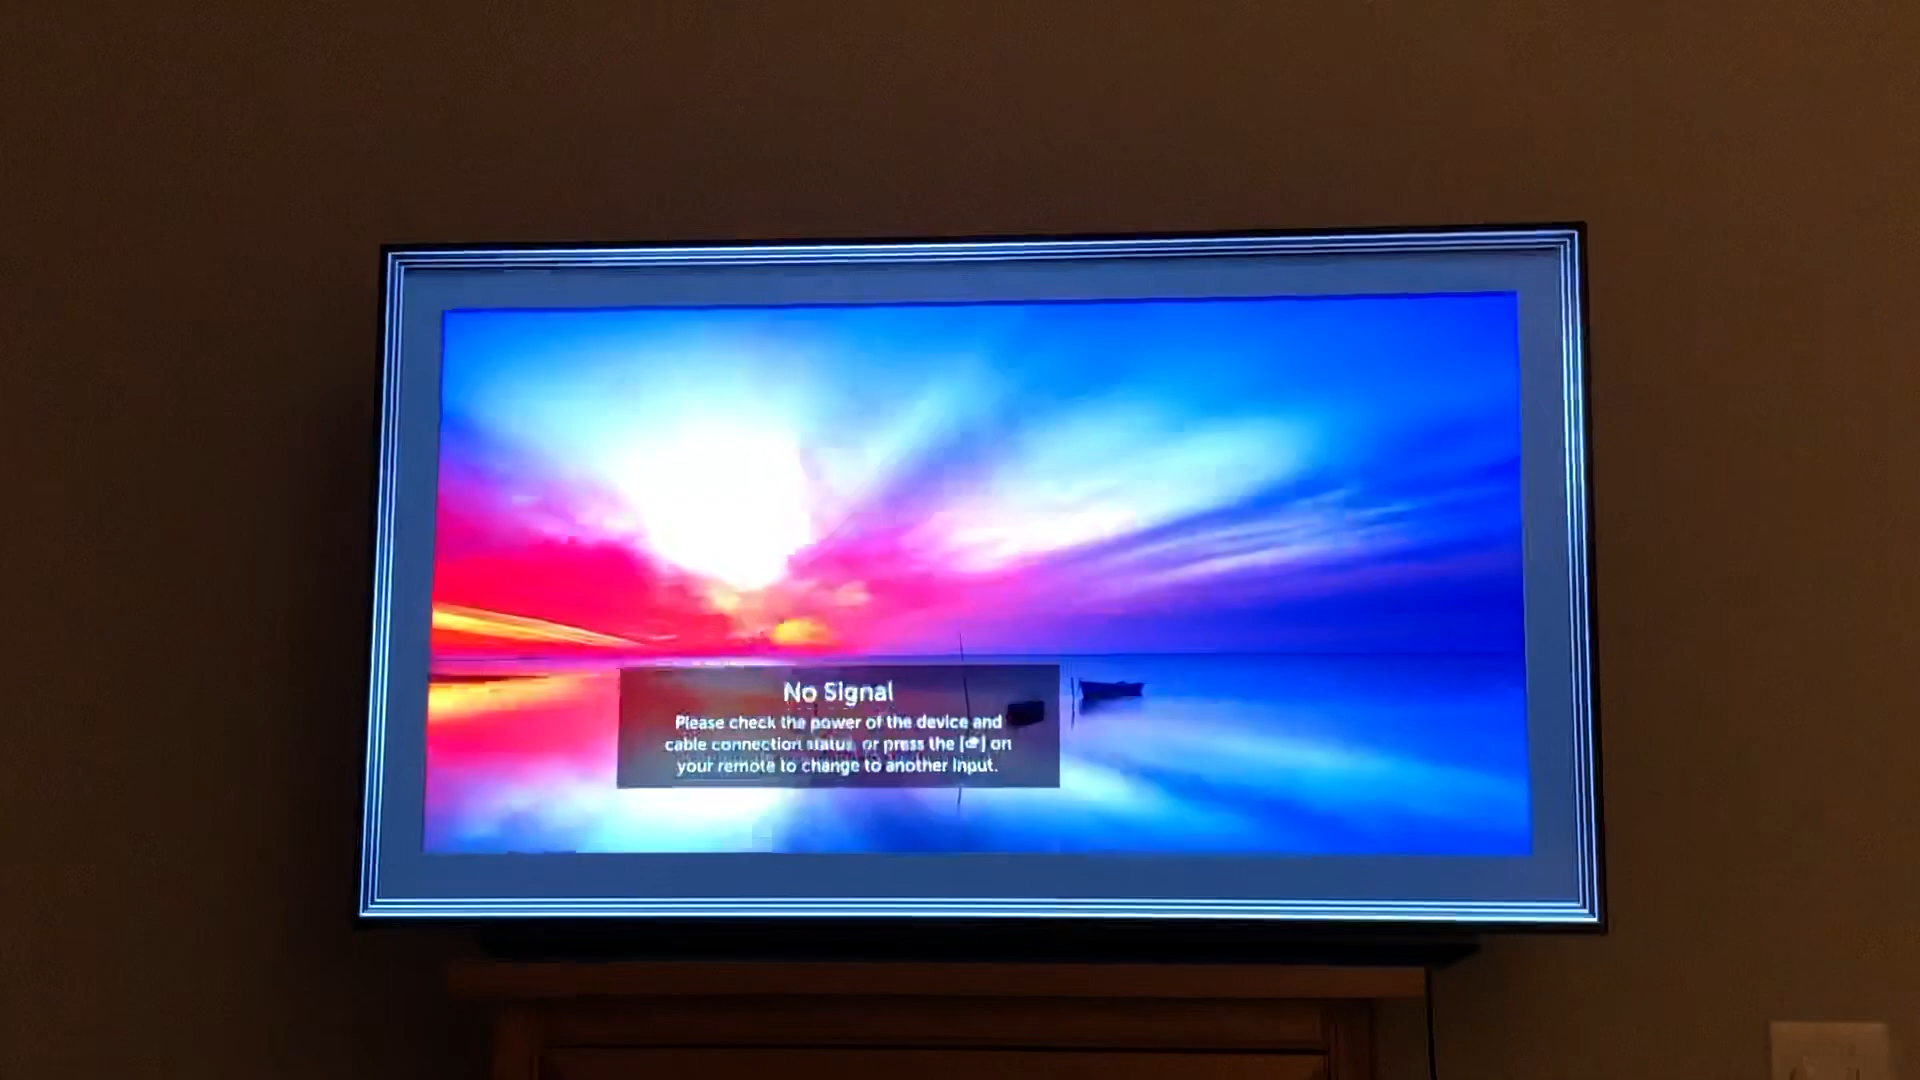 No Signal
Please check the power of the device and
cable connection status, or press the [] on
your remote to change to another input.